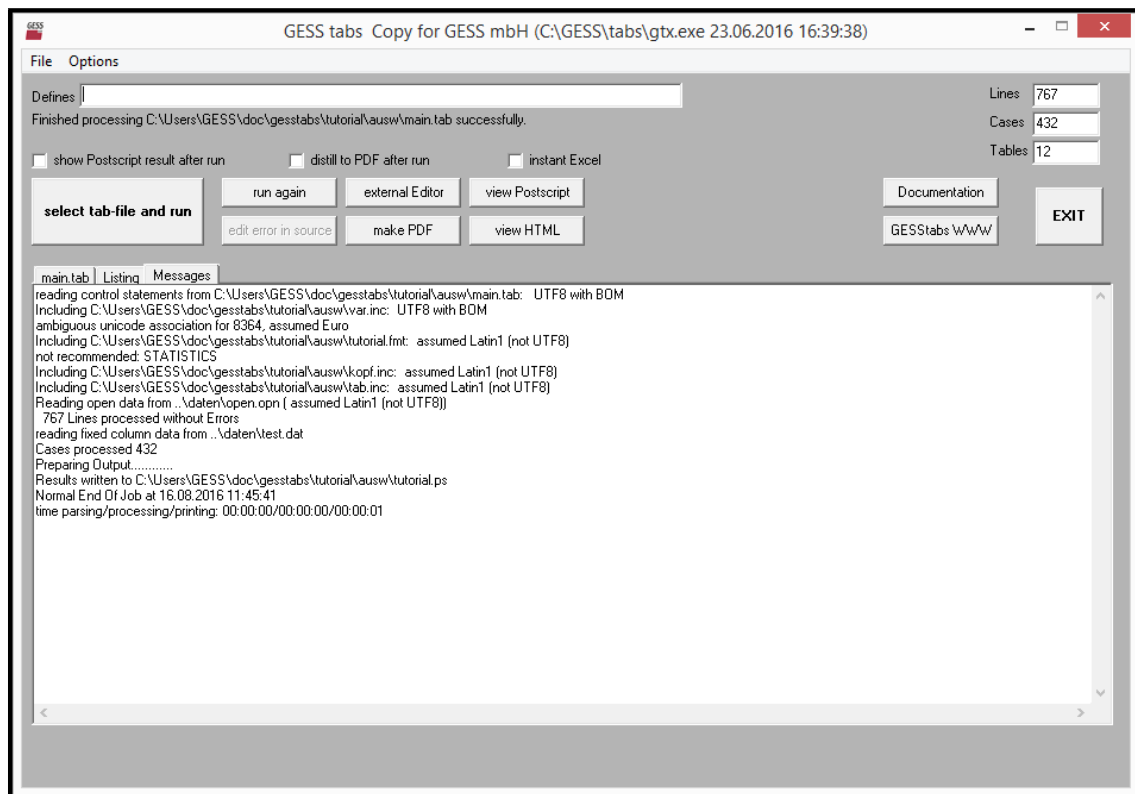 GESS
GESS tabs  Copy for GESS mbH (C:\GESS\tabs\gtx.exe 23.06.2016 16:39:38)
File Options
Defines
Lines 767
Finished processing C:\Users\GESS\doc\gesstabs\tutorial\ausw\main.tab successfully.
Cases 432
Tables 12
show Postscript result after run
distill to PDF after run
instant Excel
select tab-file and run
run again
external Editor
view Postscript
Documentation
EXIT
edit error in source
make PDF
view HTML
GESStabs WWW
main.tab Listing Messages
reading control statements from C:\Users\GESS\doc\gesstabs\tutorial\ausw\main.tab:   UTF8 with BOM
Including C:\Users\GESS\doc\gesstabs\tutorial\ausw\var.inc:  UTF8 with BOM
ambiguous unicode association for 8364, assumed Euro
Including C:\Users\GESS\doc\gesstabs\tutorial\ausw\tutorial.fmt:  assumed Latin1 (not UTF8)
not recommended: STATISTICS
Including C:\Users\GESS\doc\gesstabs\tutorial\ausw\kopf.inc:  assumed Latin1 (not UTF8)
Including C:\Users\GESS\doc\gesstabs\tutorial\ausw\tab.inc:  assumed Latin1 (not UTF8)
Reading open data from ..\daten\open.opn ( assumed Latin1 (not UTF8))
767 Lines processed without Errors
reading fixed column data from ..\daten\test.dat
Cases processed 432
Preparing Output............
Results written to C:\Users\GESS\doc\gesstabs\tutorial\ausw\tutorial.ps
Normal End Of Job at 16.08.2016 11:45:41
time parsing/processing/printing: 00:00:00/00:00:00/00:00:01